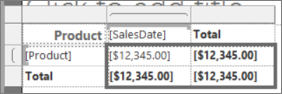 Click to add title
Product [SalesDate] Total
[Product] [$12,345.00] [$12,345.00]
Total [$12,345.00] [$12,345.00]